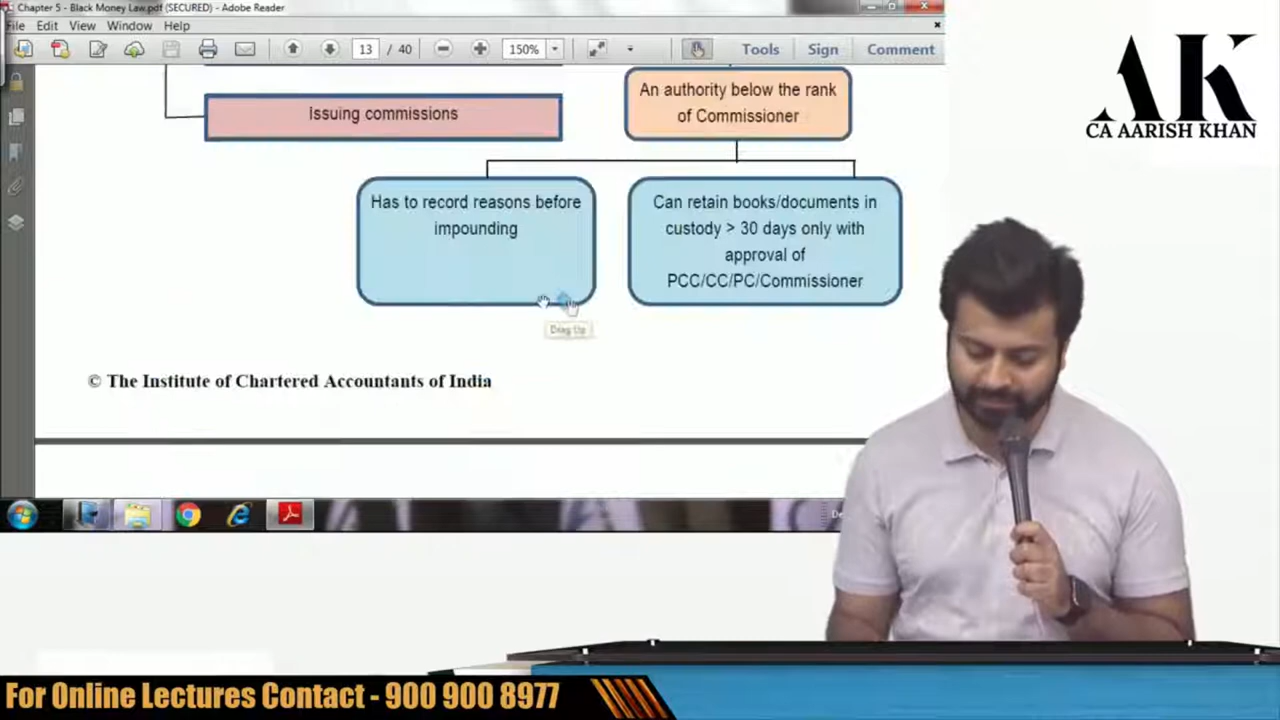 Chapter 5 - Black Money Law.pdf (SECURED) - Adobe Reader
File Edit View Window Help
13 / 40 150% Tools Sign Comment
An authority below the rank
of Commissioner
Issuing commissions
Has to record reasons before
impounding
Can retain books/documents in
custody > 30 days only with
approval of
PCC/CC/PC/Commissioner
Drag Up
© The Institute of Chartered Accountants of India
AK
CA AARISH KHAN
For Online Lectures Contact - 900 900 8977